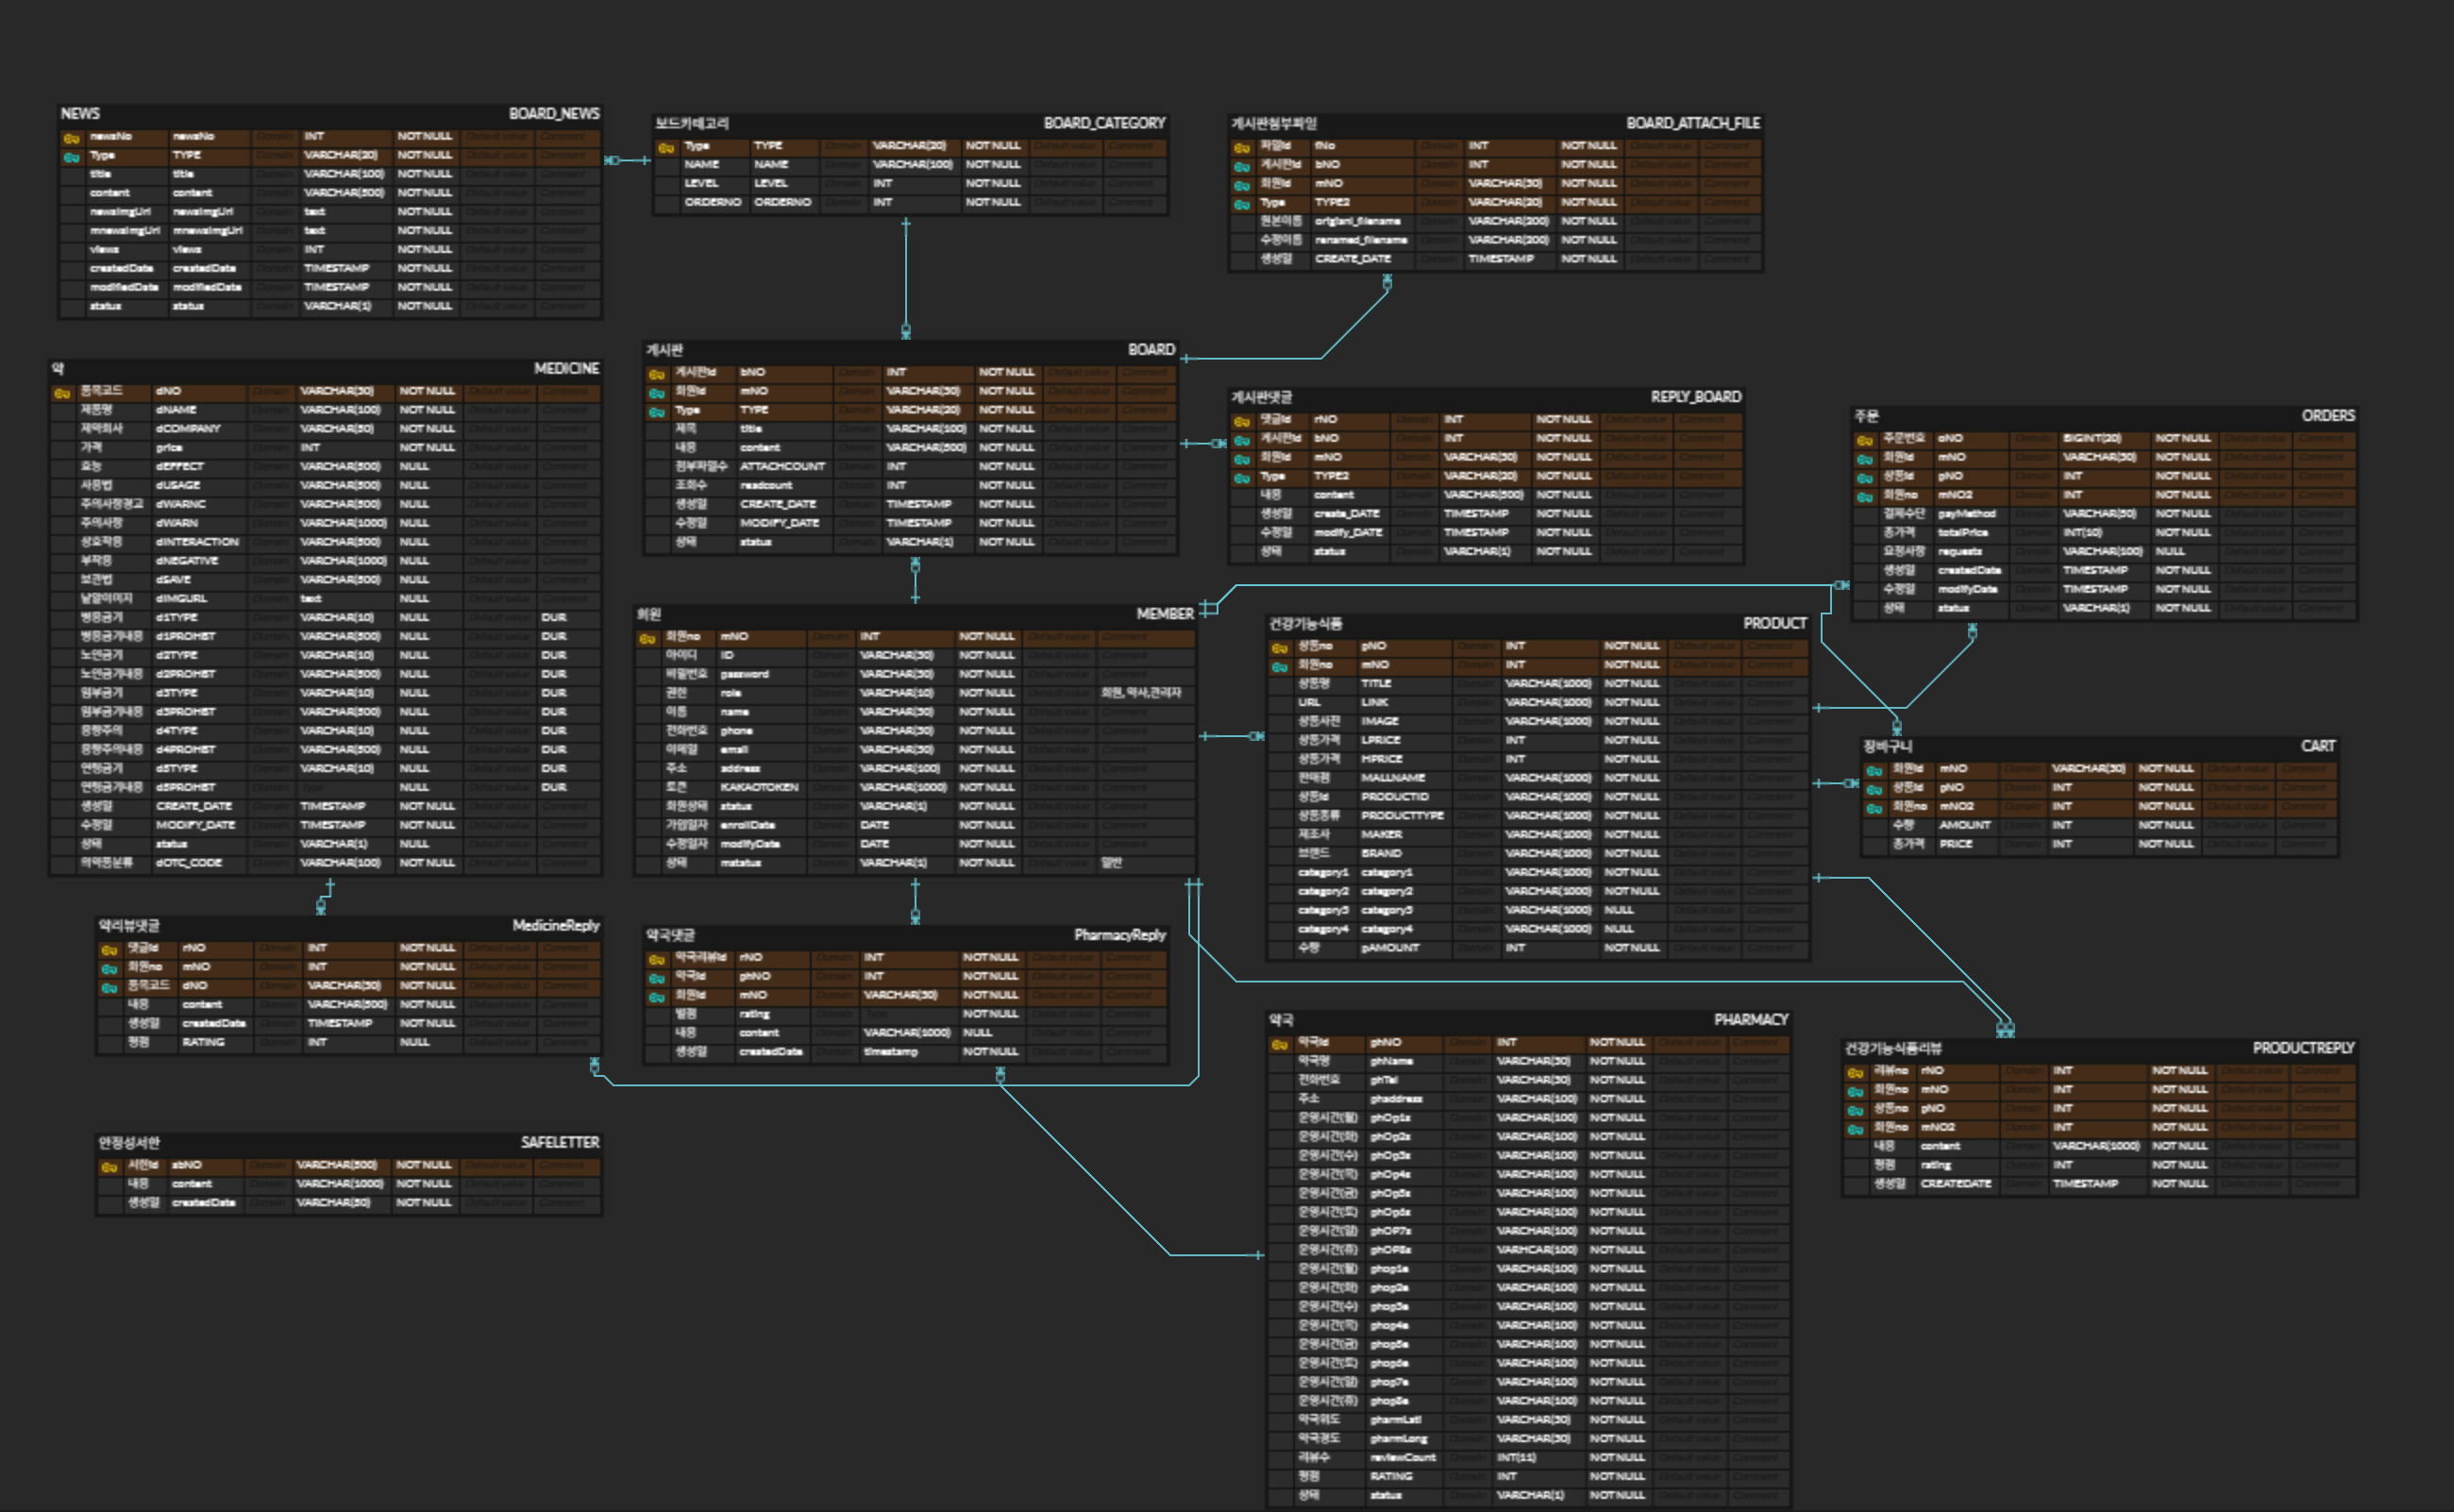 NEWS BOARD_NEWS
newsNo newsNo Domain INT NOT NULL Default value Comment
Type TYPE Domain VARCHAR(20) NOT NULL Default value Comment
title title Domain VARCHAR(100) NOT NULL Default value Comment
content content Domain VARCHAR(500) NOT NULL Default value Comment
newsImgUrl newsImgUrl Domain text NOT NULL Default value Comment
mnewsImgUrl mnewsImgUrl Domain text NOT NULL Default value Comment
views views Domain INT NOT NULL Default value Comment
createdDate createdDate Domain TIMESTAMP NOT NULL Default value Comment
modifiedDate modifiedDate Domain TIMESTAMP NOT NULL Default value Comment
status status Domain VARCHAR(1) NOT NULL Default value Comment
보드카테고리 BOARD_CATEGORY
Type TYPE Domain VARCHAR(20) NOT NULL Default value Comment
NAME NAME Domain VARCHAR(100) NOT NULL Default value Comment
LEVEL LEVEL Domain INT NOT NULL Default value Comment
ORDERNO ORDERNO Domain INT NOT NULL Default value Comment
게시판첨부파일 BOARD_ATTACH_FILE
파일Id fNo Domain INT NOT NULL Default value Comment
게시판Id bNO Domain INT NOT NULL Default value Comment
회원Id mNO Domain VARCHAR(30) NOT NULL Default value Comment
Type TYPE2 Domain VARCHAR(20) NOT NULL Default value Comment
원본이름 origianl_filename Domain VARCHAR(200) NOT NULL Default value Comment
수정이름 renamed_filename Domain VARCHAR(200) NOT NULL Default value Comment
생성일 CREATE_DATE Domain TIMESTAMP NOT NULL Default value Comment
약 MEDICINE
품목코드 dNO Domain VARCHAR(30) NOT NULL Default value Comment
제품명 dNAME Domain VARCHAR(100) NOT NULL Default value Comment
제약회사 dCOMPANY Domain VARCHAR(50) NOT NULL Default value Comment
가격 price Domain INT NOT NULL Default value Comment
효능 dEFFECT Domain VARCHAR(500) NULL Default value Comment
사용법 dUSAGE Domain VARCHAR(500) NULL Default value Comment
주의사항경고 dWARNC Domain VARCHAR(500) NULL Default value Comment
주의사항 dWARN Domain VARCHAR(1000) NULL Default value Comment
상호작용 dINTERACTION Domain VARCHAR(500) NULL Default value Comment
부작용 dNEGATIVE Domain VARCHAR(1000) NULL Default value Comment
보관법 dSAVE Domain VARCHAR(500) NULL Default value Comment
낱알이미지 dIMGURL Domain text NULL Default value Comment
병용금기 d1TYPE Domain VARCHAR(10) NULL Default value DUR
병용금기내용 d1PROHBT Domain VARCHAR(500) NULL Default value DUR
노인금기 d2TYPE Domain VARCHAR(10) NULL Default value DUR
노인금기내용 d2PROHBT Domain VARCHAR(500) NULL Default value DUR
임부금기 d3TYPE Domain VARCHAR(10) NULL Default value DUR
임부금기내용 d3PROHBT Domain VARCHAR(500) NULL Default value DUR
용량주의 d4TYPE Domain VARCHAR(10) NULL Default value DUR
용량주의내용 d4PROHBT Domain VARCHAR(500) NULL Default value DUR
연령금기 d5TYPE Domain VARCHAR(10) NULL Default value DUR
연령금기내용 d5PROHBT Domain Type NULL Default value DUR
생성일 CREATE_DATE Domain TIMESTAMP NOT NULL Default value Comment
수정일 MODIFY_DATE Domain TIMESTAMP NOT NULL Default value Comment
상태 status Domain VARCHAR(1) NOT NULL Default value Comment
의약품분류 dOTC_CODE Domain VARCHAR(100) NOT NULL Default value Comment
게시판 BOARD
게시판Id bNO Domain INT NOT NULL Default value Comment
회원Id mNO Domain VARCHAR(30) NOT NULL Default value Comment
Type TYPE Domain VARCHAR(20) NOT NULL Default value Comment
제목 title Domain VARCHAR(100) NOT NULL Default value Comment
내용 content Domain VARCHAR(500) NOT NULL Default value Comment
첨부파일수 ATTACHCOUNT Domain INT NOT NULL Default value Comment
조회수 readcount Domain INT NOT NULL Default value Comment
생성일 CREATE_DATE Domain TIMESTAMP NOT NULL Default value Comment
수정일 MODIFY_DATE Domain TIMESTAMP NOT NULL Default value Comment
상태 status Domain VARCHAR(1) NOT NULL Default value Comment
게시판댓글 REPLY_BOARD
댓글Id rNO Domain INT NOT NULL Default value Comment
게시판Id bNO Domain INT NOT NULL Default value Comment
회원Id mNO Domain VARCHAR(30) NOT NULL Default value Comment
Type TYPE2 Domain VARCHAR(20) NOT NULL Default value Comment
내용 content Domain VARCHAR(500) NOT NULL Default value Comment
생성일 create_DATE Domain TIMESTAMP NOT NULL Default value Comment
수정일 modify_DATE Domain TIMESTAMP NOT NULL Default value Comment
상태 status Domain VARCHAR(1) NOT NULL Default value Comment
주문 ORDERS
주문번호 oNO Domain BIGINT(20) NOT NULL Default value Comment
회원Id mNO Domain VARCHAR(30) NOT NULL Default value Comment
상품Id pNO Domain INT NOT NULL Default value Comment
회원no mNO2 Domain INT NOT NULL Default value Comment
결제수단 payMethod Domain VARCHAR(50) NOT NULL Default value Comment
총가격 totalPrice Domain INT(10) NOT NULL Default value Comment
요청사항 requests Domain VARCHAR(100) NULL Default value Comment
생성일 createdDate Domain TIMESTAMP NOT NULL Default value Comment
수정일 modifyDate Domain TIMESTAMP NOT NULL Default value Comment
상태 status Domain VARCHAR(1) NOT NULL Default value Comment
회원 MEMBER
회원no mNO Domain INT NOT NULL Default value Comment
아이디 ID Domain VARCHAR(30) NOT NULL Default value Comment
비밀번호 password Domain VARCHAR(30) NOT NULL Default value Comment
권한 role Domain VARCHAR(10) NOT NULL Default value 회원, 약사,관리자
이름 name Domain VARCHAR(30) NOT NULL Default value Comment
전화번호 phone Domain VARCHAR(30) NOT NULL Default value Comment
이메일 email Domain VARCHAR(30) NOT NULL Default value Comment
주소 address Domain VARCHAR(100) NOT NULL Default value Comment
토큰 KAKAOTOKEN Domain VARCHAR(1000) NOT NULL Default value Comment
회원상태 status Domain VARCHAR(1) NOT NULL Default value Comment
가입일자 enrollDate Domain DATE NOT NULL Default value Comment
수정일자 modifyDate Domain DATE NOT NULL Default value Comment
상태 mstatus Domain VARCHAR(1) NOT NULL Default value 일반
건강기능식품 PRODUCT
상품no pNO Domain INT NOT NULL Default value Comment
회원no mNO Domain INT NOT NULL Default value Comment
상품명 TITLE Domain VARCHAR(1000) NOT NULL Default value Comment
URL LINK Domain VARCHAR(1000) NOT NULL Default value Comment
상품사진 IMAGE Domain VARCHAR(1000) NOT NULL Default value Comment
상품가격 LPRICE Domain INT NOT NULL Default value Comment
상품가격 HPRICE Domain INT NOT NULL Default value Comment
판매점 MALLNAME Domain VARCHAR(1000) NOT NULL Default value Comment
상품Id PRODUCTID Domain VARCHAR(1000) NOT NULL Default value Comment
상품종류 PRODUCTTYPE Domain VARCHAR(1000) NOT NULL Default value Comment
제조사 MAKER Domain VARCHAR(1000) NOT NULL Default value Comment
브랜드 BRAND Domain VARCHAR(1000) NOT NULL Default value Comment
category1 category1 Domain VARCHAR(1000) NOT NULL Default value Comment
category2 category2 Domain VARCHAR(1000) NOT NULL Default value Comment
category3 category3 Domain VARCHAR(1000) NULL Default value Comment
category4 category4 Domain VARCHAR(1000) NULL Default value Comment
수량 pAMOUNT Domain INT NOT NULL Default value Comment
장바구니 CART
회원Id mNO Domain VARCHAR(30) NOT NULL Default value Comment
상품Id pNO Domain INT NOT NULL Default value Comment
회원no mNO2 Domain INT NOT NULL Default value Comment
수량 AMOUNT Domain INT NOT NULL Default value Comment
총가격 PRICE Domain INT NOT NULL Default value Comment
약리뷰댓글 MedicineReply
댓글Id rNO Domain INT NOT NULL Default value Comment
회원no mNO Domain INT NOT NULL Default value Comment
품목코드 dNO Domain VARCHAR(30) NOT NULL Default value Comment
내용 content Domain VARCHAR(500) NOT NULL Default value Comment
생성일 createdDate Domain TIMESTAMP NOT NULL Default value Comment
평점 RATING Domain INT NULL Default value Comment
약국댓글 PharmacyReply
약국리뷰Id rNO Domain INT NOT NULL Default value Comment
약국Id phNO Domain INT NOT NULL Default value Comment
회원Id mNO Domain VARCHAR(30) NOT NULL Default value Comment
별점 rating Domain Type NOT NULL Default value Comment
내용 content Domain VARCHAR(1000) NULL Default value Comment
생성일 createdDate Domain timestamp NOT NULL Default value Comment
안정성서한 SAFELETTER
서한Id sbNO Domain VARCHAR(500) NOT NULL Default value Comment
내용 content Domain VARCHAR(1000) NOT NULL Default value Comment
생성일 createdDate Domain VARCHAR(50) NOT NULL Default value Comment
약국 PHARMACY
약국Id phNO Domain INT NOT NULL Default value Comment
약국명 phName Domain VARCHAR(30) NOT NULL Default value Comment
전화번호 phTel Domain VARCHAR(30) NOT NULL Default value Comment
주소 phaddress Domain VARCHAR(100) NOT NULL Default value Comment
운영시간(월) phOp1s Domain VARCHAR(100) NOT NULL Default value Comment
운영시간(화) phOp2s Domain VARCHAR(100) NOT NULL Default value Comment
운영시간(수) phOp3s Domain VARCHAR(100) NOT NULL Default value Comment
운영시간(목) phOp4s Domain VARCHAR(100) NOT NULL Default value Comment
운영시간(금) phOp5s Domain VARCHAR(100) NOT NULL Default value Comment
운영시간(토) phOp6s Domain VARCHAR(100) NOT NULL Default value Comment
운영시간(일) phOP7s Domain VARCHAR(100) NOT NULL Default value Comment
운영시간(휴) phOP8s Domain VARHCAR(100) NOT NULL Default value Comment
운영시간(월) phop1e Domain VARCHAR(100) NOT NULL Default value Comment
운영시간(화) phop2e Domain VARCHAR(100) NOT NULL Default value Comment
운영시간(수) phop3e Domain VARCHAR(100) NOT NULL Default value Comment
운영시간(목) phop4e Domain VARCHAR(100) NOT NULL Default value Comment
운영시간(금) phop5e Domain VARCHAR(100) NOT NULL Default value Comment
운영시간(토) phop6e Domain VARCHAR(100) NOT NULL Default value Comment
운영시간(일) phop7e Domain VARCHAR(100) NOT NULL Default value Comment
운영시간(휴) phop8e Domain VARCHAR(100) NOT NULL Default value Comment
약국위도 pharmLati Domain VARCHAR(30) NOT NULL Default value Comment
약국경도 pharmLong Domain VARCHAR(30) NOT NULL Default value Comment
리뷰수 reviewCount Domain INT(11) NOT NULL Default value Comment
평점 RATING Domain INT NOT NULL Default value Comment
상태 status Domain VARCHAR(1) NOT NULL Default value Comment
건강기능식품리뷰 PRODUCTREPLY
리뷰no rNO Domain INT NOT NULL Default value Comment
회원no mNO Domain INT NOT NULL Default value Comment
상품no pNO Domain INT NOT NULL Default value Comment
회원no mNO2 Domain INT NOT NULL Default value Comment
내용 content Domain VARCHAR(1000) NOT NULL Default value Comment
평점 rating Domain INT NOT NULL Default value Comment
생성일 CREATEDATE Domain TIMESTAMP NOT NULL Default value Comment